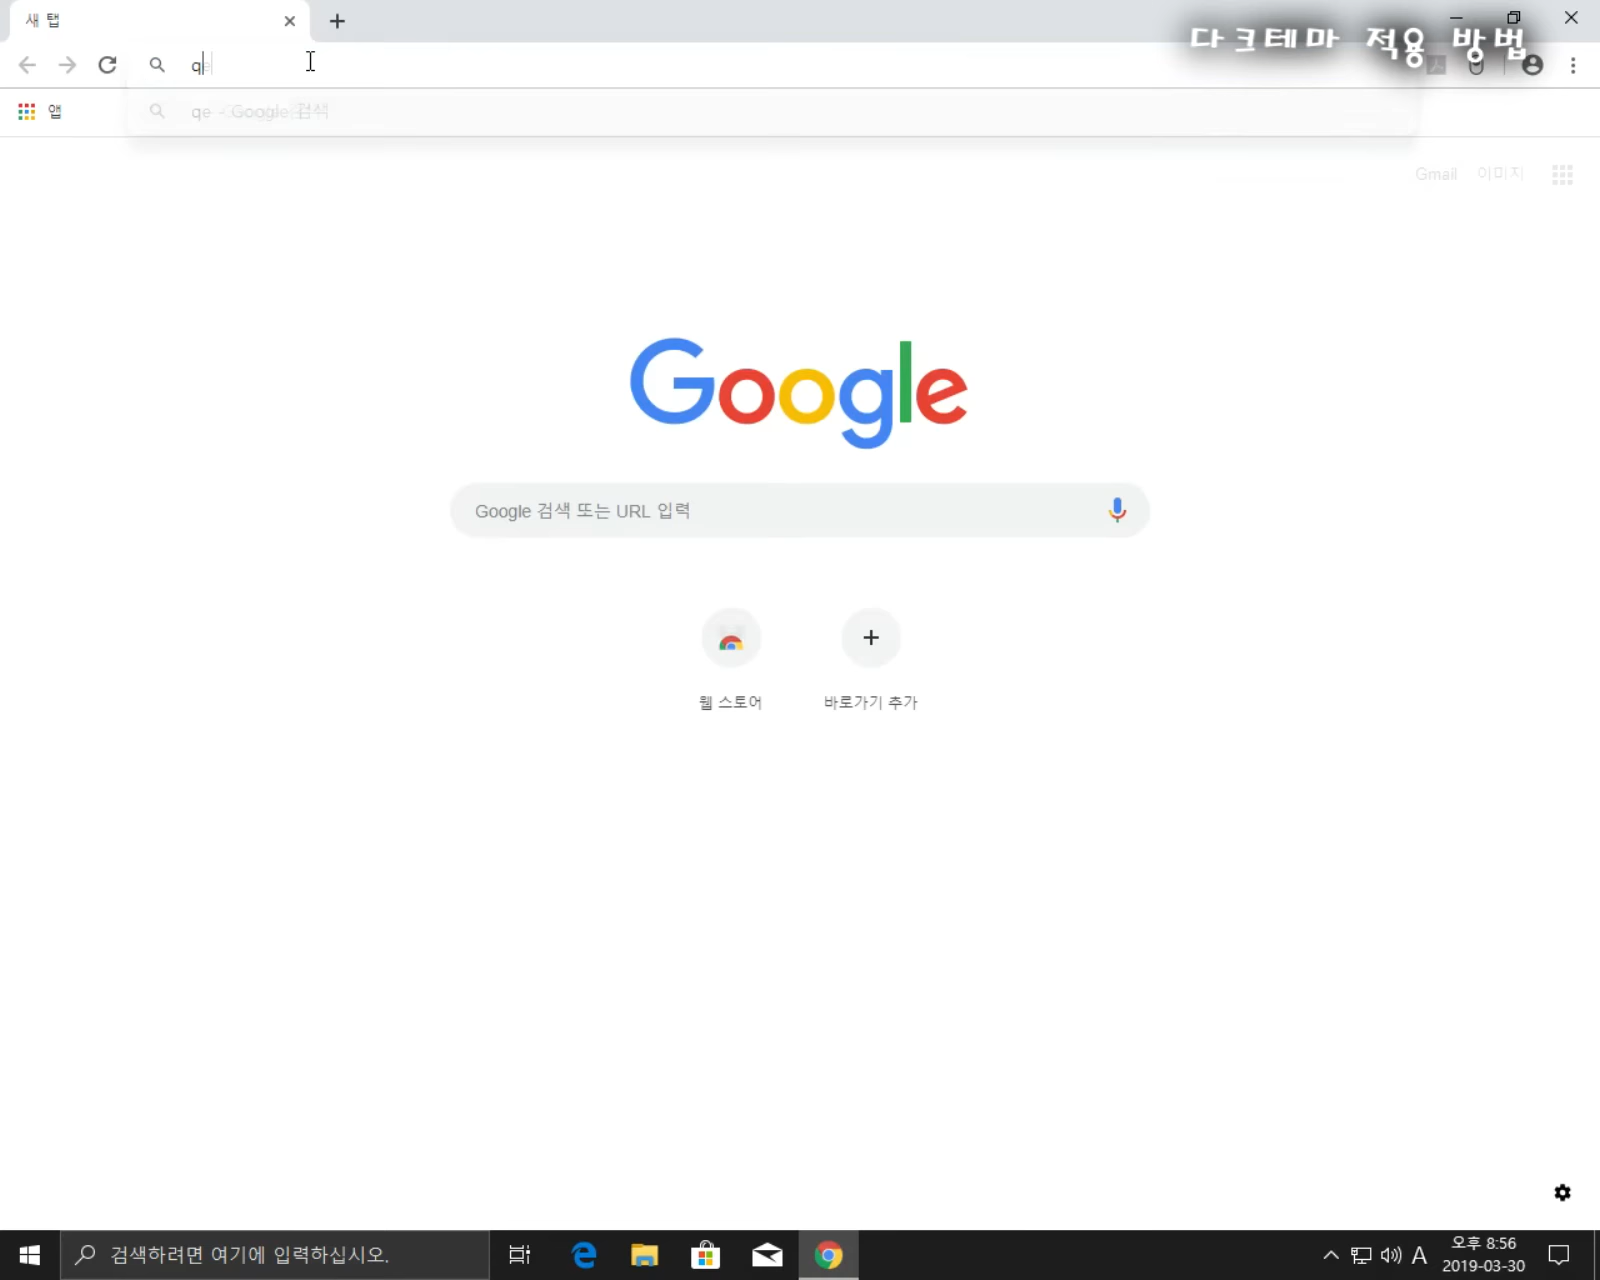 새 탭
다크테마 적용 방법
q
앱
qe - Google 검색
Gmail 이미지
Google
Google 검색 또는 URL 입력
웹 스토어 바로가기 추가
검색하려면 여기에 입력하십시오.
A
오후 8:56
2019-03-30